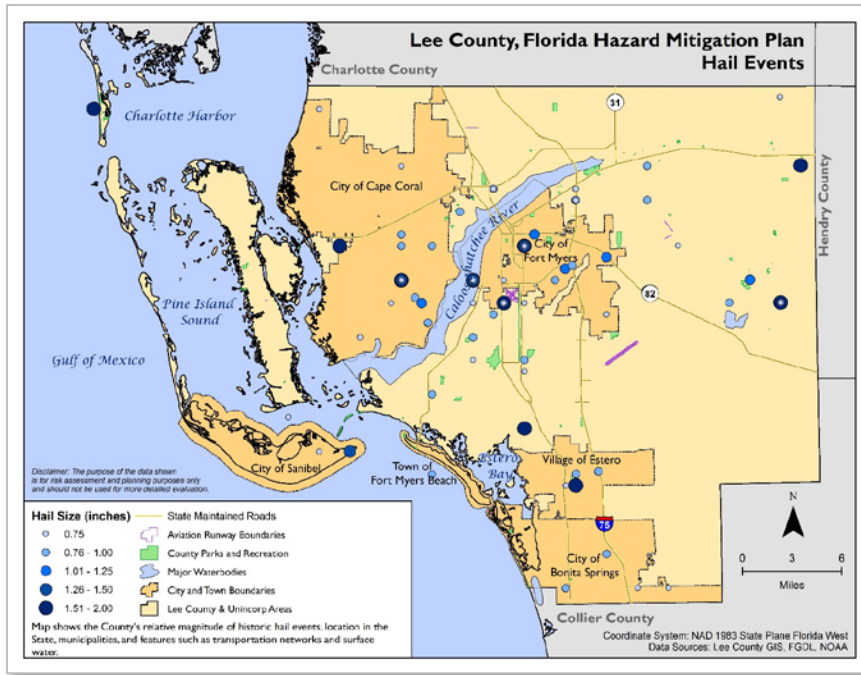 Lee County, Florida Hazard Mitigation Plan
Hail Events
Charlotte County
Charlotte Harbor
31
City of Cape Coral
Hendry County
Caloosahatchee River
City of
Fort Myers
82
Pine Island
Sound
Gulf of Mexico
Estero
Bay
Village of Estero
City of Sanibel
Town of
Fort Myers Beach
Disclaimer: The purpose of the data shown
is for risk assessment and planning purposes only
and should not be used for more detailed evaluation.
75
City of
Bonita Springs
N
0 3 6
Miles
Collier County
Hail Size (inches)
0.75
0.76 - 1.00
1.01 - 1.25
1.26 - 1.50
1.51 - 2.00
State Maintained Roads
Aviation Runway Boundaries
County Parks and Recreation
Major Waterbodies
City and Town Boundaries
Lee County & Unincorp Areas
Map shows the County's relative magnitude of historic hail events, location in the
State, municipalities, and features such as transportation networks and surface
water.
Coordinate System: NAD 1983 State Plane Florida West
Data Sources: Lee County GIS, FGDL, NOAA